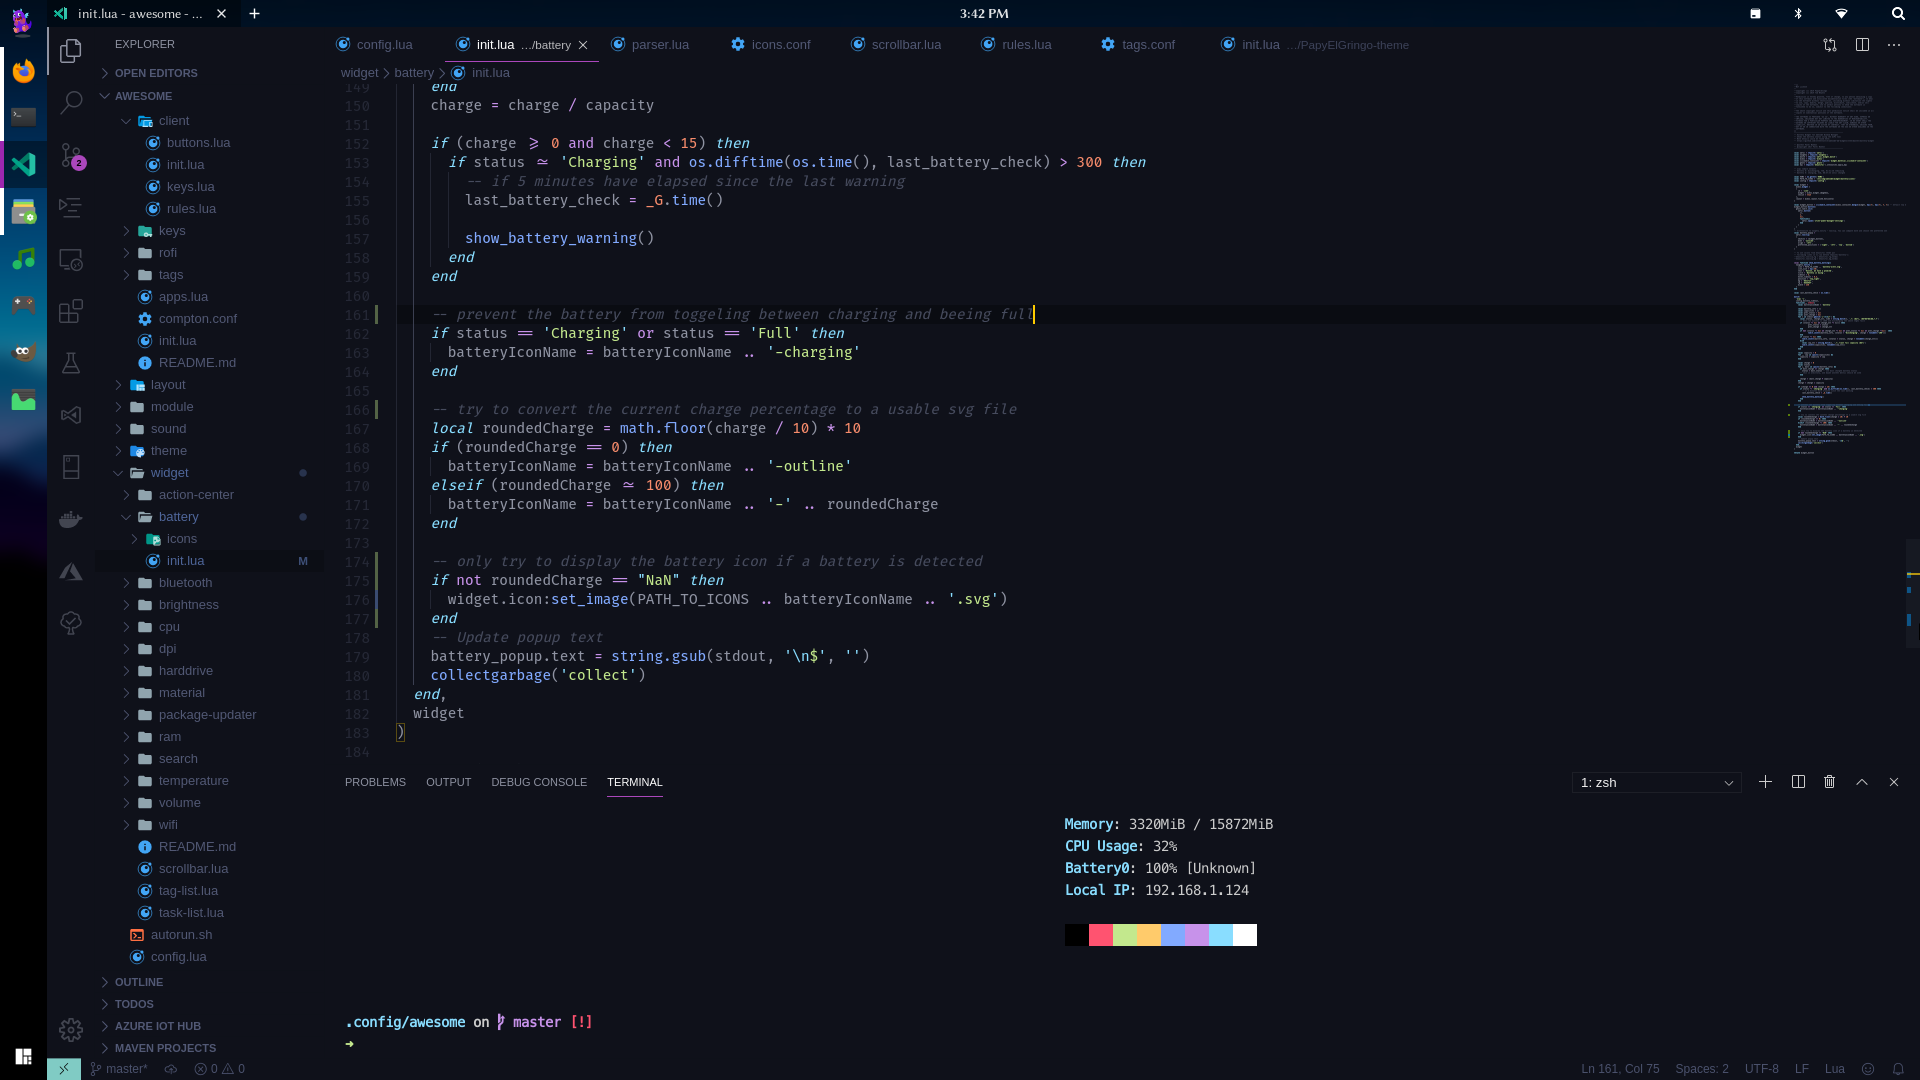 init.lua - awesome - ...
3:42 PM
EXPLORER
OPEN EDITORS
AWESOME
client
buttons.lua
init.lua
keys.lua
rules.lua
keys
rofi
tags
apps.lua
compton.conf
init.lua
README.md
layout
module
sound
theme
widget
action-center
battery
icons
init.lua M
bluetooth
brightness
cpu
dpi
harddrive
material
package-updater
ram
search
temperature
volume
wifi
README.md
scrollbar.lua
tag-list.lua
task-list.lua
autorun.sh
config.lua
OUTLINE
TODOS
AZURE IOT HUB
MAVEN PROJECTS
2
config.lua
init.lua .../battery
parser.lua
icons.conf
scrollbar.lua
rules.lua
tags.conf
init.lua .../PapyElGringo-theme
widget > battery > init.lua
149 end
150 charge = charge / capacity
151
152 if (charge >= 0 and charge < 15) then
153 if status ~= 'Charging' and os.difftime(os.time(), last_battery_check) > 300 then
154 -- if 5 minutes have elapsed since the last warning
155 last_battery_check = _G.time()
156
157 show_battery_warning()
158 end
159 end
160
161 -- prevent the battery from toggeling between charging and beeing full
162 if status == 'Charging' or status == 'Full' then
163 batteryIconName = batteryIconName .. '-charging'
164 end
165
166 -- try to convert the current charge percentage to a usable svg file
167 local roundedCharge = math.floor(charge / 10) * 10
168 if (roundedCharge == 0) then
169 batteryIconName = batteryIconName .. '-outline'
170 elseif (roundedCharge ~= 100) then
171 batteryIconName = batteryIconName .. '-' .. roundedCharge
172 end
173
174 -- only try to display the battery icon if a battery is detected
175 if not roundedCharge == "NaN" then
176 widget.icon:set_image(PATH_TO_ICONS .. batteryIconName .. '.svg')
177 end
178 -- Update popup text
179 battery_popup.text = string.gsub(stdout, '\n$', '')
180 collectgarbage('collect')
181 end,
182 widget
183 )
184
PROBLEMS OUTPUT DEBUG CONSOLE TERMINAL
1: zsh
Memory: 3320MiB / 15872MiB
CPU Usage: 32%
Battery0: 100% [Unknown]
Local IP: 192.168.1.124
.config/awesome on master [!]
➜
master* 0 0
Ln 161, Col 75 Spaces: 2 UTF-8 LF Lua